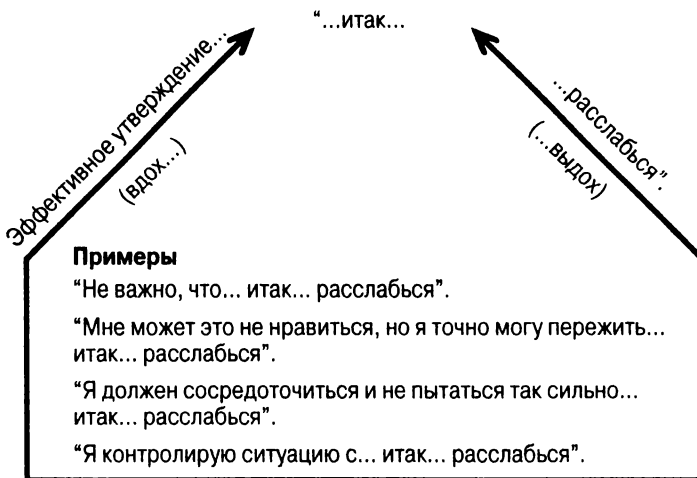 “...итак...
Эффективное утверждение...
(вдох...)
...расслабься”.
(...выдох)
Примеры
“Не важно, что... итак... расслабься”.
“Мне может это не нравиться, но я точно могу пережить...
итак... расслабься”.
“Я должен сосредоточиться и не пытаться так сильно...
итак... расслабься”.
“Я контролирую ситуацию с... итак... расслабься”.